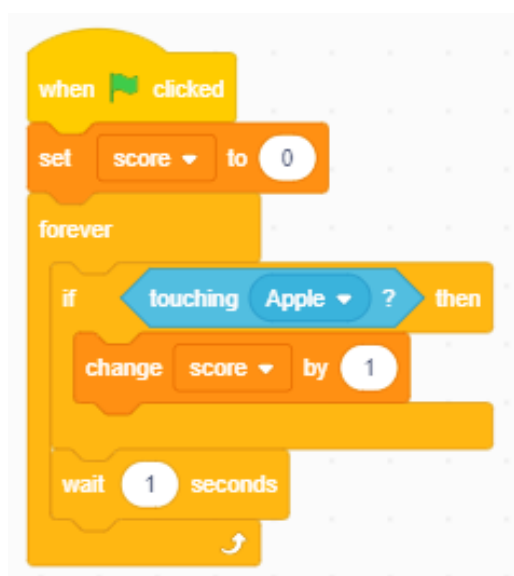 when clicked
set score to 0
forever
if touching Apple ? then
change score by 1
wait 1 seconds